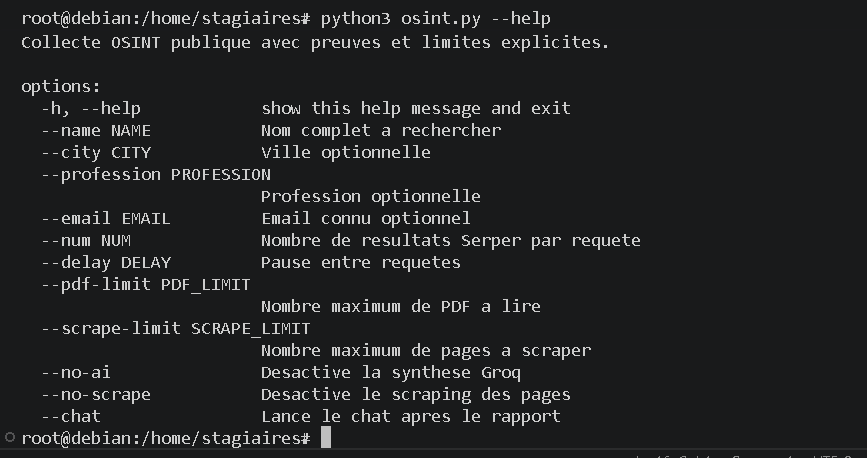 root@debian:/home/stagiaires# python3 osint.py --help
Collecte OSINT publique avec preuves et limites explicites.
options:
-h, --help show this help message and exit
--name NAME Nom complet a rechercher
--city CITY Ville optionnelle
--profession PROFESSION
Profession optionnelle
--email EMAIL Email connu optionnel
--num NUM Nombre de resultats Serper par requete
--delay DELAY Pause entre requetes
--pdf-limit PDF_LIMIT
Nombre maximum de PDF a lire
--scrape-limit SCRAPE_LIMIT
Nombre maximum de pages a scraper
--no-ai Desactive la synthese Groq
--no-scrape Desactive le scraping des pages
--chat Lance le chat apres le rapport
root@debian:/home/stagiaires#